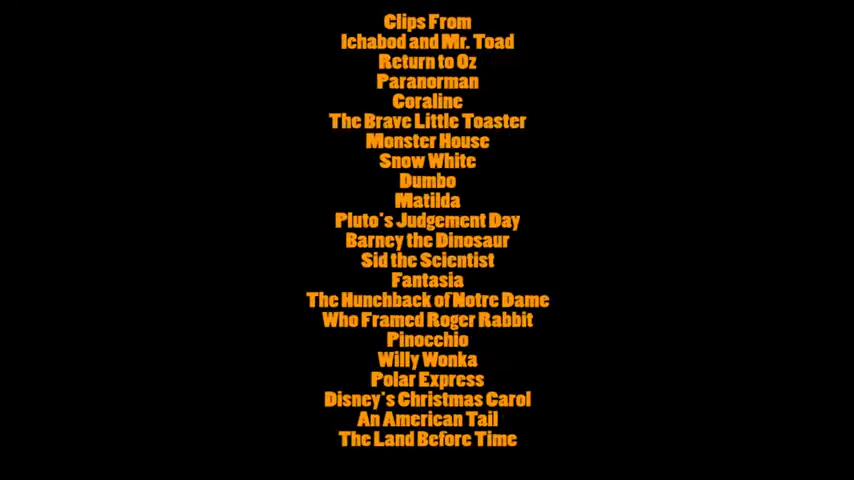 Clips From
Ichabod and Mr. Toad
Return to Oz
Paranorman
Coraline
The Brave Little Toaster
Monster House
Snow White
Dumbo
Matilda
Pluto's Judgement Day
Barney the Dinosaur
Sid the Scientist
Fantasia
The Hunchback of Notre Dame
Who Framed Roger Rabbit
Pinocchio
Willy Wonka
Polar Express
Disney's Christmas Carol
An American Tail
The Land Before Time